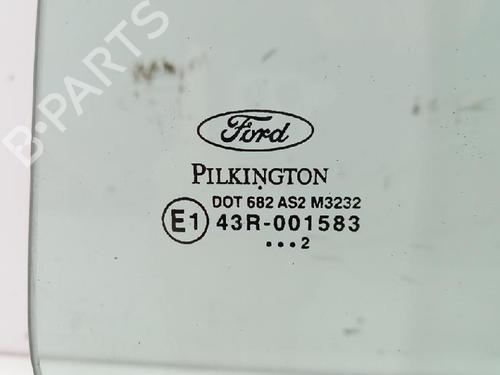 B-PARTS
Ford
PILKINGTON
DOT 682 AS2 M3232
E1 43R-001583
...2